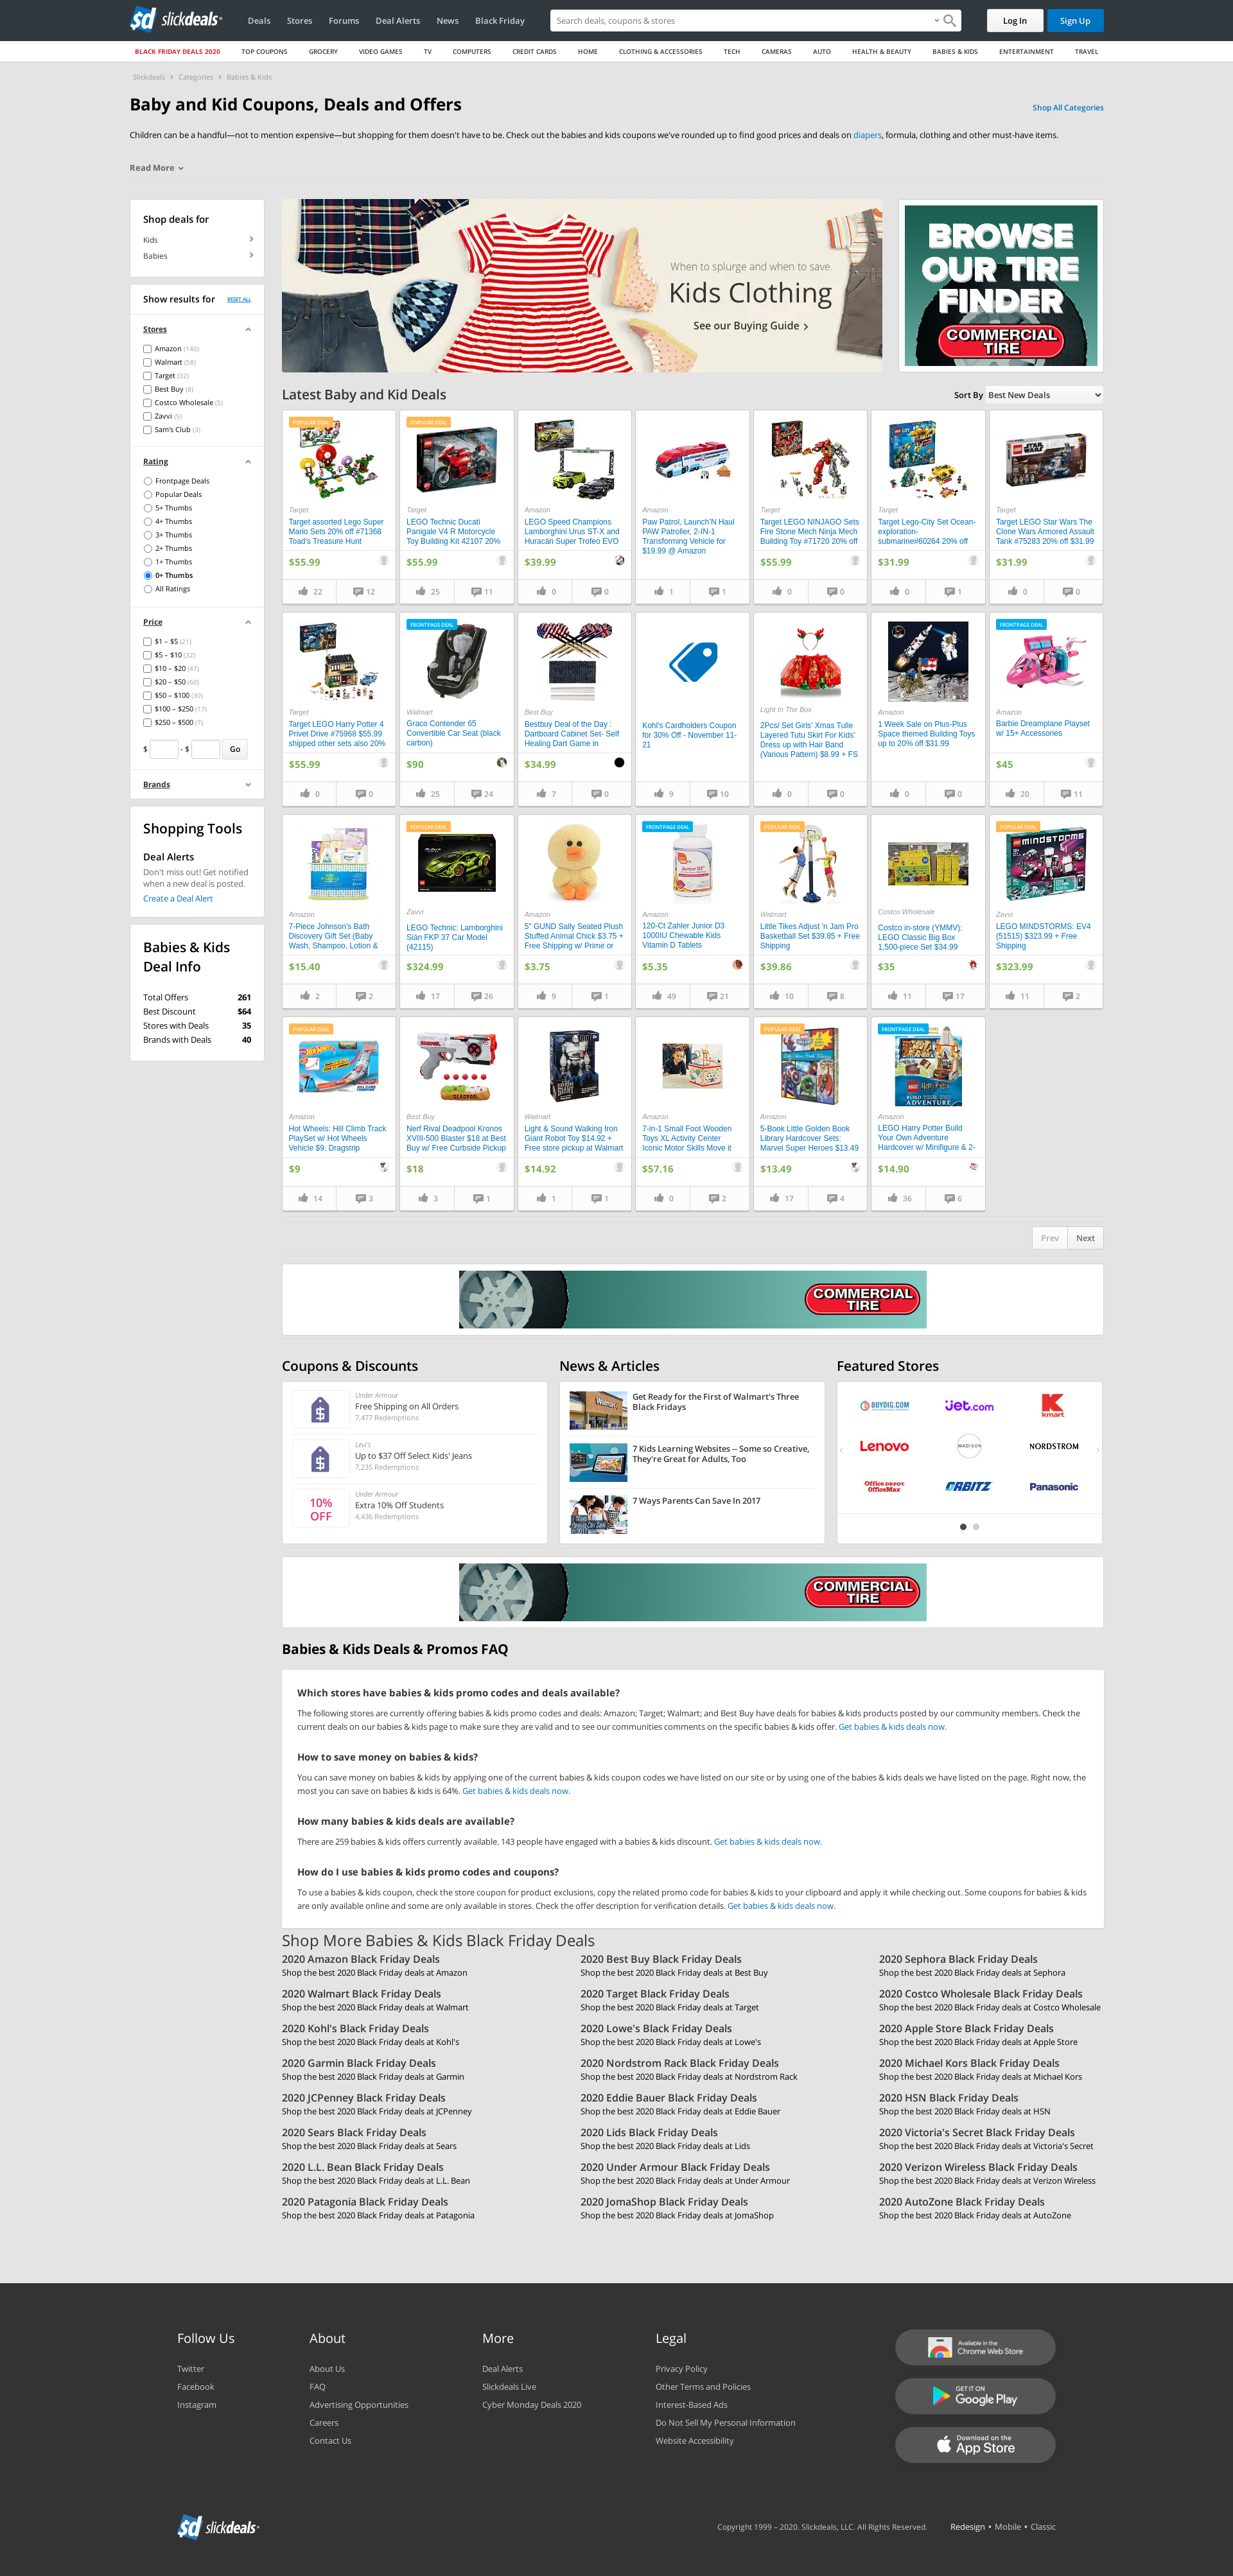 slickdeals
Deals
Stores
Forums
Deal Alerts
News
Black Friday
Search deals, coupons & stores
Log In
Sign Up
BLACK FRIDAY DEALS 2020
TOP COUPONS
GROCERY
VIDEO GAMES
TV
COMPUTERS
CREDIT CARDS
HOME
CLOTHING & ACCESSORIES
TECH
CAMERAS
AUTO
HEALTH & BEAUTY
BABIES & KIDS
ENTERTAINMENT
TRAVEL
Slickdeals > Categories > Babies & Kids
Baby and Kid Coupons, Deals and Offers
Shop All Categories
Children can be a handful—not to mention expensive—but shopping for them doesn't have to be. Check out the babies and kids coupons we've rounded up to find good prices and deals on diapers, formula, clothing and other must-have items.
Read More
Shop deals for
Kids
Babies
Show results for
RESET ALL
Stores
Amazon (140)
Walmart (58)
Target (32)
Best Buy (8)
Costco Wholesale (5)
Zavvi (5)
Sam's Club (3)
Rating
Frontpage Deals
Popular Deals
5+ Thumbs
4+ Thumbs
3+ Thumbs
2+ Thumbs
1+ Thumbs
0+ Thumbs
All Ratings
Price
$1 – $5 (21)
$5 – $10 (32)
$10 – $20 (47)
$20 – $50 (60)
$50 – $100 (30)
$100 – $250 (17)
$250 – $500 (7)
$ - $ Go
Brands
Shopping Tools
Deal Alerts
Don't miss out! Get notified
when a new deal is posted.
Create a Deal Alert
Babies & Kids
Deal Info
Total Offers 261
Best Discount $64
Stores with Deals 35
Brands with Deals 40
When to splurge and when to save.
Kids Clothing
See our Buying Guide
BROWSE
OUR TIRE
FINDER
COMMERCIAL
TIRE
Latest Baby and Kid Deals
Sort By Best New Deals
POPULAR DEAL
Target
Target assorted Lego Super
Mario Sets 20% off #71368
Toad's Treasure Hunt
$55.99
22
12
POPULAR DEAL
Target
LEGO Technic Ducati
Panigale V4 R Motorcycle
Toy Building Kit 42107 20%
$55.99
25
11
Amazon
LEGO Speed Champions
Lamborghini Urus ST-X and
Huracán Super Trofeo EVO
$39.99
0
0
Amazon
Paw Patrol, Launch'N Haul
PAW Patroller, 2-IN-1
Transforming Vehicle for
$19.99 @ Amazon
1
1
Target
Target LEGO NINJAGO Sets
Fire Stone Mech Ninja Mech
Building Toy #71720 20% off
$55.99
0
0
Target
Target Lego-City Set Ocean-
exploration-
submarine#60264 20% off
$31.99
0
1
Target
Target LEGO Star Wars The
Clone Wars Armored Assault
Tank #75283 20% off $31.99
$31.99
0
0
Target
Target LEGO Harry Potter 4
Privet Drive #75968 $55.99
shipped other sets also 20%
$55.99
0
0
FRONTPAGE DEAL
Walmart
Graco Contender 65
Convertible Car Seat (black
carbon)
$90
25
24
Best Buy
Bestbuy Deal of the Day :
Dartboard Cabinet Set- Self
Healing Dart Game in
$34.99
7
0
Kohl's Cardholders Coupon
for 30% Off - November 11-
21
9
10
Light In The Box
2Pcs/ Set Girls' Xmas Tulle
Layered Tutu Skirt For Kids'
Dress up with Hair Band
(Various Pattern) $8.99 + FS
0
0
Amazon
1 Week Sale on Plus-Plus
Space themed Building Toys
up to 20% off $31.99
0
0
FRONTPAGE DEAL
Amazon
Barbie Dreamplane Playset
w/ 15+ Accessories
$45
20
11
Amazon
7-Piece Johnson's Bath
Discovery Gift Set (Baby
Wash, Shampoo, Lotion &
$15.40
2
2
POPULAR DEAL
Zavvi
LEGO Technic: Lamborghini
Sián FKP 37 Car Model
(42115)
$324.99
17
26
Amazon
5" GUND Sally Seated Plush
Stuffed Animal Chick $3.75 +
Free Shipping w/ Prime or
$3.75
9
1
FRONTPAGE DEAL
Amazon
120-Ct Zahler Junior D3
1000IU Chewable Kids
Vitamin D Tablets
$5.35
49
21
POPULAR DEAL
Walmart
Little Tikes Adjust 'n Jam Pro
Basketball Set $39.85 + Free
Shipping
$39.86
10
8
Costco Wholesale
Costco in-store (YMMV):
LEGO Classic Big Box
1,500-piece Set $34.99
$35
11
17
POPULAR DEAL
MINDSTORMS
Zavvi
LEGO MINDSTORMS: EV4
(51515) $323.99 + Free
Shipping
$323.99
11
2
POPULAR DEAL
Amazon
Hot Wheels: Hill Climb Track
PlaySet w/ Hot Wheels
Vehicle $9, Dragstrip
$9
14
3
DEADPOOL
Best Buy
Nerf Rival Deadpool Kronos
XVIII-500 Blaster $18 at Best
Buy w/ Free Curbside Pickup
$18
3
1
Walmart
Light & Sound Walking Iron
Giant Robot Toy $14.92 +
Free store pickup at Walmart
$14.92
1
1
Amazon
7-in-1 Small Foot Wooden
Toys XL Activity Center
Iconic Motor Skills Move it
$57.16
0
2
POPULAR DEAL
Amazon
5-Book Little Golden Book
Library Hardcover Sets:
Marvel Super Heroes $13.49
$13.49
17
4
FRONTPAGE DEAL
Harry Potter
BUILD YOUR OWN
ADVENTURE
Amazon
LEGO Harry Potter Build
Your Own Adventure
Hardcover w/ Minifigure & 2-
$14.90
36
6
Prev
Next
COMMERCIAL
TIRE
Coupons & Discounts
Under Armour
Free Shipping on All Orders
7,477 Redemptions
Levi's
Up to $37 Off Select Kids' Jeans
7,235 Redemptions
10%
OFF
Under Armour
Extra 10% Off Students
4,436 Redemptions
News & Articles
Walmart
Get Ready for the First of Walmart's Three
Black Fridays
7 Kids Learning Websites -- Some so Creative,
They're Great for Adults, Too
7 Ways Parents Can Save In 2017
Featured Stores
BUYDIG.COM
Jet.com
kmart
Lenovo
MADISON
NORDSTROM
Office DEPOT
OfficeMax
ORBITZ
Panasonic
COMMERCIAL
TIRE
Babies & Kids Deals & Promos FAQ
Which stores have babies & kids promo codes and deals available?
The following stores are currently offering babies & kids promo codes and deals: Amazon; Target; Walmart; and Best Buy have deals for babies & kids products posted by our community members. Check the
current deals on our babies & kids page to make sure they are valid and to see our communities comments on the specific babies & kids offer. Get babies & kids deals now.
How to save money on babies & kids?
You can save money on babies & kids by applying one of the current babies & kids coupon codes we have listed on our site or by using one of the babies & kids deals we have listed on the page. Right now, the
most you can save on babies & kids is 64%. Get babies & kids deals now.
How many babies & kids deals are available?
There are 259 babies & kids offers currently available. 143 people have engaged with a babies & kids discount. Get babies & kids deals now.
How do I use babies & kids promo codes and coupons?
To use a babies & kids coupon, check the store coupon for product exclusions, copy the related promo code for babies & kids to your clipboard and apply it while checking out. Some coupons for babies & kids
are only available online and some are only available in stores. Check the offer description for verification details. Get babies & kids deals now.
Shop More Babies & Kids Black Friday Deals
2020 Amazon Black Friday Deals
Shop the best 2020 Black Friday deals at Amazon
2020 Best Buy Black Friday Deals
Shop the best 2020 Black Friday deals at Best Buy
2020 Sephora Black Friday Deals
Shop the best 2020 Black Friday deals at Sephora
2020 Walmart Black Friday Deals
Shop the best 2020 Black Friday deals at Walmart
2020 Target Black Friday Deals
Shop the best 2020 Black Friday deals at Target
2020 Costco Wholesale Black Friday Deals
Shop the best 2020 Black Friday deals at Costco Wholesale
2020 Kohl's Black Friday Deals
Shop the best 2020 Black Friday deals at Kohl's
2020 Lowe's Black Friday Deals
Shop the best 2020 Black Friday deals at Lowe's
2020 Apple Store Black Friday Deals
Shop the best 2020 Black Friday deals at Apple Store
2020 Garmin Black Friday Deals
Shop the best 2020 Black Friday deals at Garmin
2020 Nordstrom Rack Black Friday Deals
Shop the best 2020 Black Friday deals at Nordstrom Rack
2020 Michael Kors Black Friday Deals
Shop the best 2020 Black Friday deals at Michael Kors
2020 JCPenney Black Friday Deals
Shop the best 2020 Black Friday deals at JCPenney
2020 Eddie Bauer Black Friday Deals
Shop the best 2020 Black Friday deals at Eddie Bauer
2020 HSN Black Friday Deals
Shop the best 2020 Black Friday deals at HSN
2020 Sears Black Friday Deals
Shop the best 2020 Black Friday deals at Sears
2020 Lids Black Friday Deals
Shop the best 2020 Black Friday deals at Lids
2020 Victoria's Secret Black Friday Deals
Shop the best 2020 Black Friday deals at Victoria's Secret
2020 L.L. Bean Black Friday Deals
Shop the best 2020 Black Friday deals at L.L. Bean
2020 Under Armour Black Friday Deals
Shop the best 2020 Black Friday deals at Under Armour
2020 Verizon Wireless Black Friday Deals
Shop the best 2020 Black Friday deals at Verizon Wireless
2020 Patagonia Black Friday Deals
Shop the best 2020 Black Friday deals at Patagonia
2020 JomaShop Black Friday Deals
Shop the best 2020 Black Friday deals at JomaShop
2020 AutoZone Black Friday Deals
Shop the best 2020 Black Friday deals at AutoZone
Follow Us
Twitter
Facebook
Instagram
About
About Us
FAQ
Advertising Opportunities
Careers
Contact Us
More
Deal Alerts
Slickdeals Live
Cyber Monday Deals 2020
Legal
Privacy Policy
Other Terms and Policies
Interest-Based Ads
Do Not Sell My Personal Information
Website Accessibility
Available in the
Chrome Web Store
GET IT ON
Google Play
Download on the
App Store
slickdeals
Copyright 1999 – 2020. Slickdeals, LLC. All Rights Reserved.
Redesign • Mobile • Classic